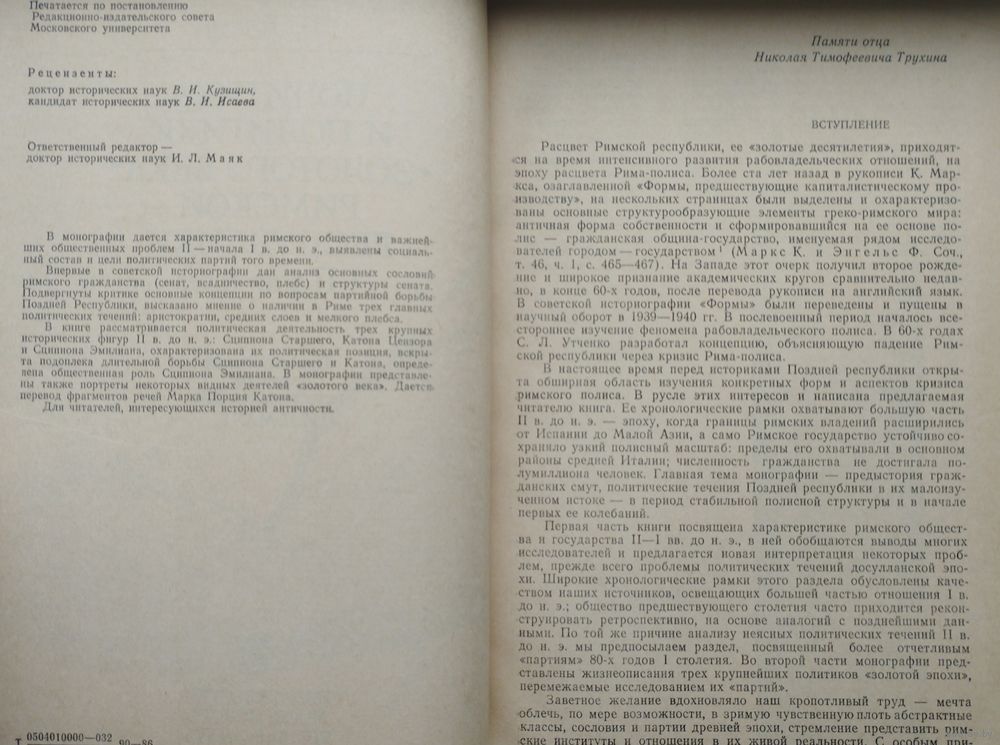 Печатается по постановлению
Редакционно-издательского совета
Московского университета
Рецензенты:
доктор исторических наук В. И. Кузищин,
кандидат исторических наук В. И. Исаева
Ответственный редактор —
доктор исторических наук И. Л. Маяк
В монографии дается характеристика римского общества и важней-
ших общественных проблем II — начала I в. до н. э., выявлены социаль-
ный состав и цели политических партий того времени.
Впервые в советской историографии дан анализ основных сословий
римского гражданства (сенат, всадничество, плебс) и структуры сената.
Подвергнуты критике основные концепции по вопросам партийной борьбы
Поздней Республики, высказано мнение о наличии в Риме трех главных
политических течений: аристократии, средних слоев и мелкого плебса.
В книге рассматривается политическая деятельность трех крупных
исторических фигур II в. до н. э.: Сципиона Старшего, Катона Цензора
и Сципиона Эмилиана, охарактеризована их политическая позиция, вскры-
та подоплека длительной борьбы Сципиона Старшего и Катона, опреде-
лена общественная роль Сципиона Эмилиана. В монографии представле-
ны также портреты некоторых видных деятелей «золотого века». Дается
перевод фрагментов речей Марка Порция Катона.
Для читателей, интересующихся историей античности.
0504010000—032
Т 90—86
Памяти отца
Николая Тимофеевича Трухина
ВСТУПЛЕНИЕ
Расцвет Римской республики, ее «золотые десятилетия», приходят-
ся на время интенсивного развития рабовладельческих отношений, на
эпоху расцвета Рима-полиса. Более ста лет назад в рукописи К. Мар-
кса, озаглавленной «Формы, предшествующие капиталистическому про-
изводству», на нескольких страницах были выделены и охарактеризо-
ваны основные структурообразующие элементы греко-римского мира:
античная форма собственности и сформировавшийся на ее основе по-
лис — гражданская община-государство, именуемая рядом исследо-
вателей городом — государством¹ (Маркс К. и Энгельс Ф. Соч.,
т. 46, ч. 1, с. 465—467). На Западе этот очерк получил второе рожде-
ние и широкое признание академических кругов сравнительно недав-
но, в конце 60-х годов, после перевода рукописи на английский язык.
В советской историографии «Формы» были переведены и пущены в
научный оборот в 1939—1940 гг. В послевоенный период началось все-
стороннее изучение феномена рабовладельческого полиса. В 60-х годах
С. Л. Утченко разработал концепцию, объясняющую падение Рим-
ской республики через кризис Рима-полиса.
В настоящее время перед историками Поздней республики откры-
та обширная область изучения конкретных форм и аспектов кризиса
римского полиса. В русле этих интересов и написана предлагаемая
читателю книга. Ее хронологические рамки охватывают большую часть
II в. до н. э. — эпоху, когда границы римских владений расширились
от Испании до Малой Азии, а само Римское государство устойчиво со-
храняло узкий полисный масштаб: пределы его охватывали в основном
районы средней Италии; численность гражданства не достигала по-
лумиллиона человек. Главная тема монографии — предыстория граж-
данских смут, политические течения Поздней республики в их малоизу-
ченном истоке — в период стабильной полисной структуры и в начале
первых ее колебаний.
Первая часть книги посвящена характеристике римского общест-
ва и государства II—I вв. до н. э., в ней обобщаются выводы многих
исследователей и предлагается новая интерпретация некоторых проб-
лем, прежде всего проблемы политических течений досулланской эпо-
хи. Широкие хронологические рамки этого раздела обусловлены каче-
ством наших источников, освещающих большей частью отношения I в.
до н. э.; общество предшествующего столетия часто приходится рекон-
струировать ретроспективно, на основе аналогий с позднейшими дан-
ными. По той же причине анализу неясных политических течений II в.
до н. э. мы предпосылаем раздел, посвященный более отчетливым
«партиям» 80-х годов I столетия. Во второй части монографии пред-
ставлены жизнеописания трех крупнейших политиков «золотой эпохи»,
перемежаемые исследованием их «партий».
Заветное желание вдохновляло наш кропотливый труд — мечта
облечь, по мере возможности, в зримую чувственную плоть абстрактные
классы, сословия и партии древней эпохи, стремление представить рим-
ские институты и отношения в их живой реальности. С особым при-